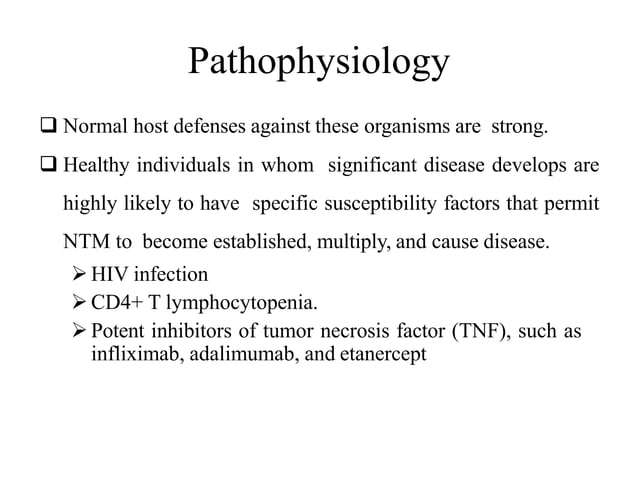 Pathophysiology
❑ Normal host defenses against these organisms are strong.
❑ Healthy individuals in whom significant disease develops are
highly likely to have specific susceptibility factors that permit
NTM to become established, multiply, and cause disease.
➢ HIV infection
➢ CD4+ T lymphocytopenia.
➢ Potent inhibitors of tumor necrosis factor (TNF), such as
infliximab, adalimumab, and etanercept